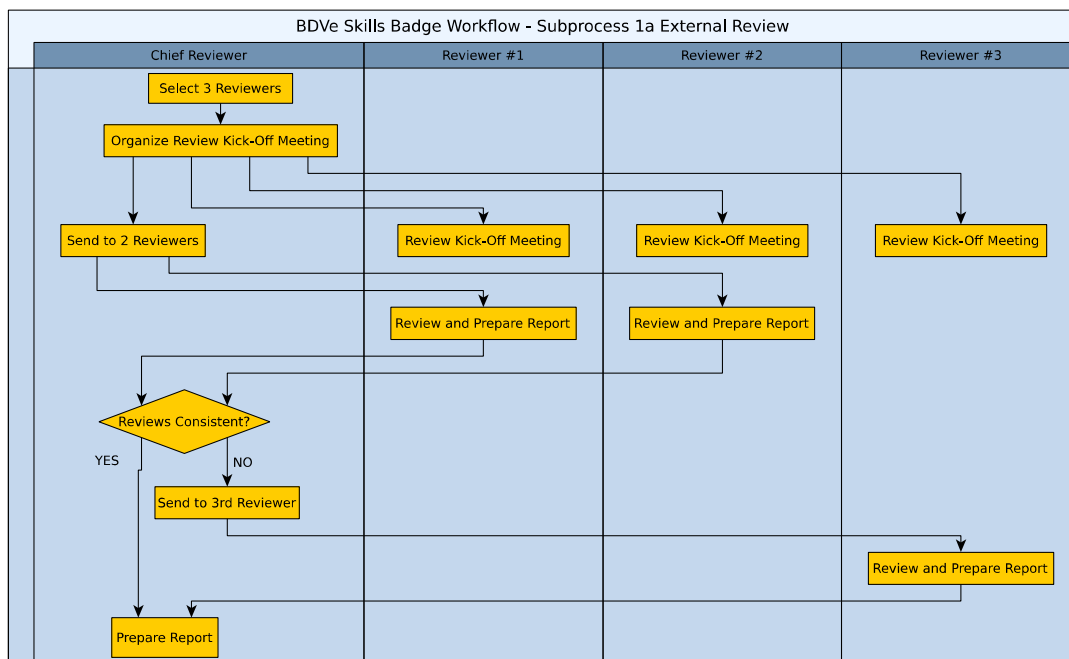 BDVe Skills Badge Workflow - Subprocess 1a External Review
Chief Reviewer
Reviewer #1
Reviewer #2
Reviewer #3
Select 3 Reviewers
Organize Review Kick-Off Meeting
Send to 2 Reviewers
Review Kick-Off Meeting
Review Kick-Off Meeting
Review Kick-Off Meeting
Review and Prepare Report
Review and Prepare Report
Reviews Consistent?
YES
NO
Send to 3rd Reviewer
Review and Prepare Report
Prepare Report